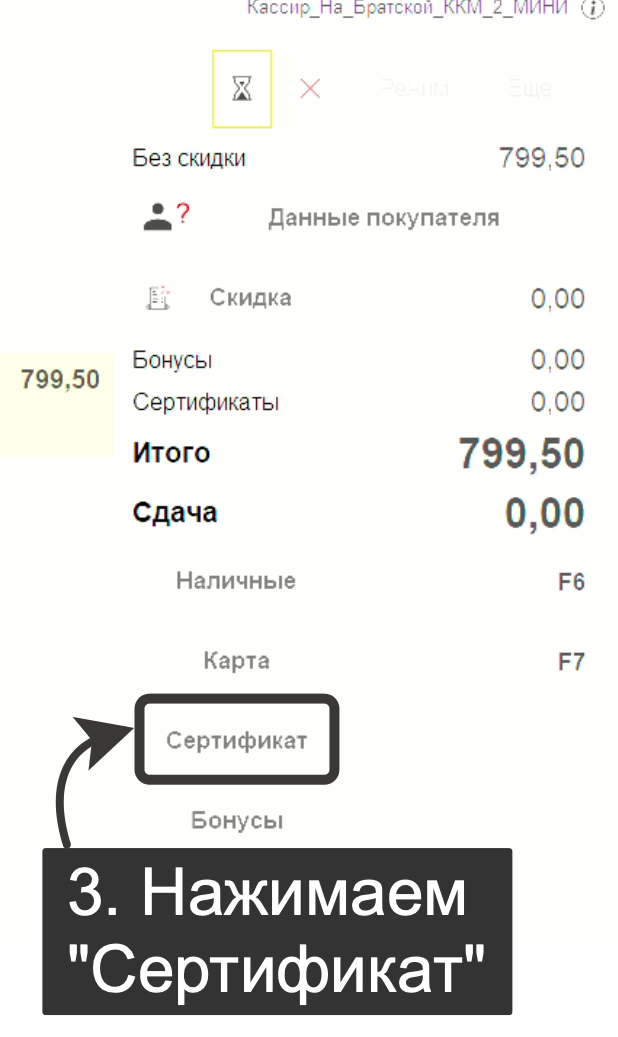 Кассир_На_Братской_ККМ_2_МИНИ
Режим Еще
Без скидки 799,50
? Данные покупателя
Скидка 0,00
Бонусы 0,00
799,50
Сертификаты 0,00
Итого 799,50
Сдача 0,00
Наличные F6
Карта F7
Сертификат
Бонусы
3. Нажимаем
"Сертификат"